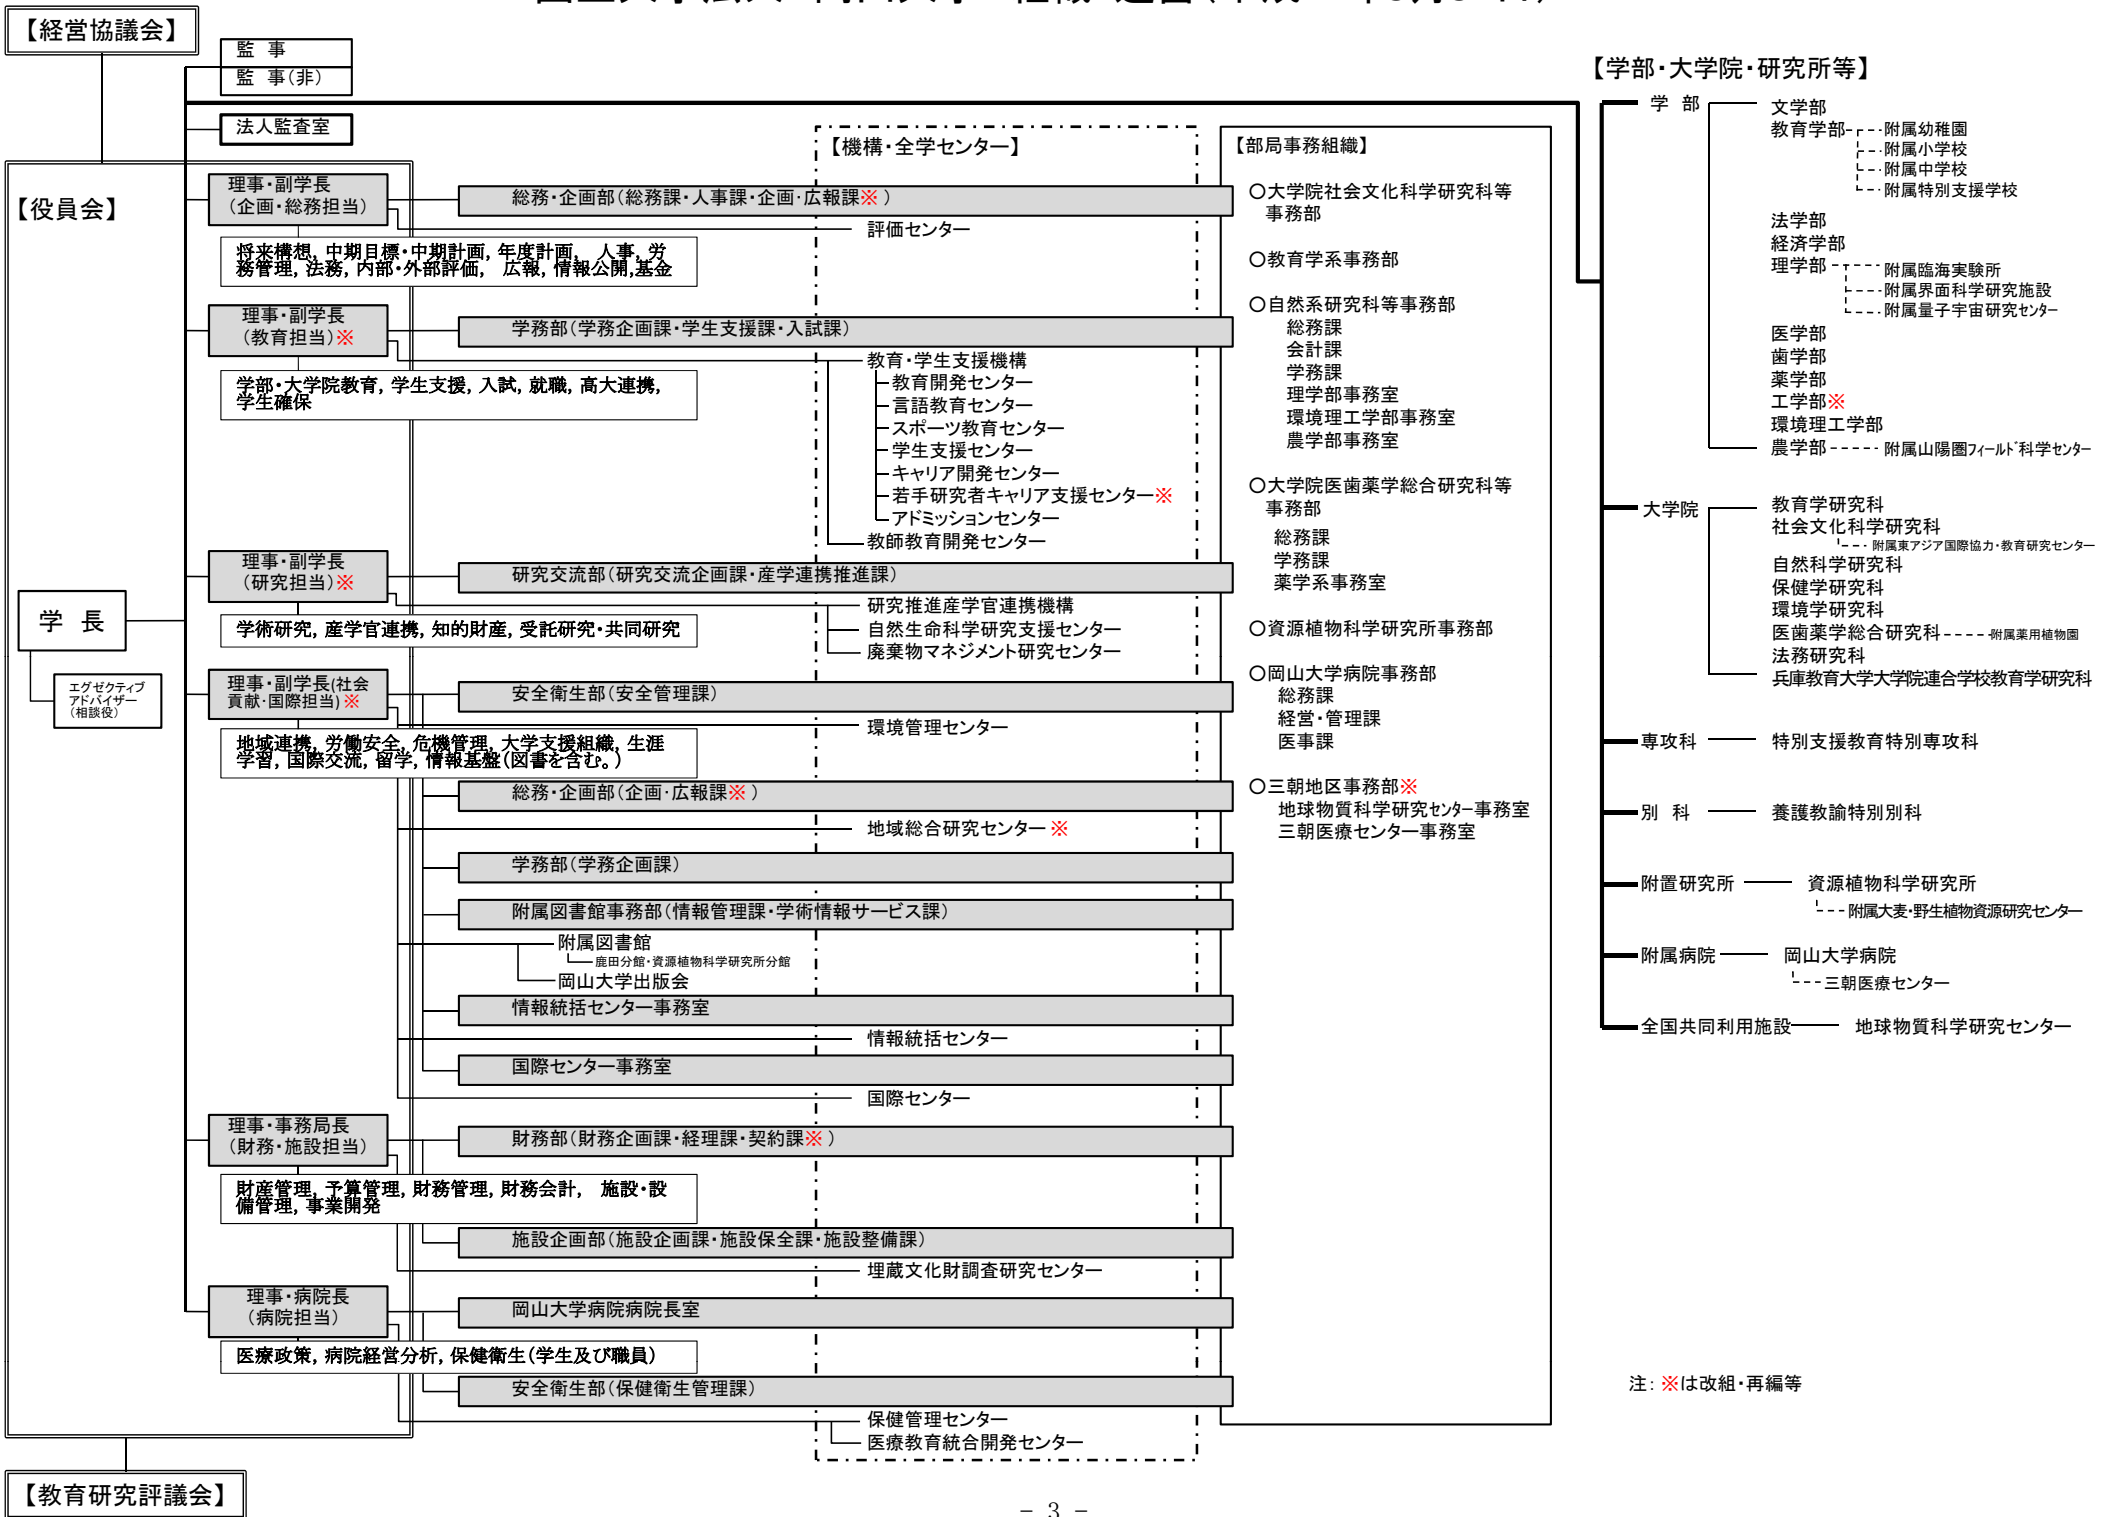 【経営協議会】
監　事
監　事(非)
法人監査室
【役員会】
学　長
エグゼクティブ
アドバイザー
（相談役）
【教育研究評議会】
理事・副学長
（企画・総務担当）
将来構想, 中期目標・中期計画, 年度計画,　人事, 労
務管理, 法務, 内部・外部評価,　広報, 情報公開,基金
理事・副学長
（教育担当）※
学部・大学院教育, 学生支援, 入試, 就職, 高大連携,
学生確保
理事・副学長
（研究担当）※
学術研究, 産学官連携, 知的財産, 受託研究・共同研究
理事・副学長(社会
貢献・国際担当)※
地域連携, 労働安全, 危機管理, 大学支援組織, 生涯
学習, 国際交流, 留学, 情報基盤(図書を含む。)
理事・事務局長
（財務・施設担当）
財産管理, 予算管理, 財務管理, 財務会計,　施設・設
備管理, 事業開発
理事・病院長
（病院担当）
医療政策, 病院経営分析, 保健衛生(学生及び職員)
【機構・全学センター】
総務・企画部(総務課・人事課・企画・広報課※ )
評価センター
学務部(学務企画課・学生支援課・入試課)
教育・学生支援機構
教育開発センター
言語教育センター
スポーツ教育センター
学生支援センター
キャリア開発センター
若手研究者キャリア支援センター※
アドミッションセンター
教師教育開発センター
研究交流部(研究交流企画課・産学連携推進課)
研究推進産学官連携機構
自然生命科学研究支援センター
廃棄物マネジメント研究センター
安全衛生部(安全管理課)
環境管理センター
総務・企画部(企画・広報課※ )
地域総合研究センター※
学務部(学務企画課)
附属図書館事務部(情報管理課・学術情報サービス課)
附属図書館
鹿田分館・資源植物科学研究所分館
岡山大学出版会
情報統括センター事務室
情報統括センター
国際センター事務室
国際センター
財務部(財務企画課・経理課・契約課※ )
施設企画部(施設企画課・施設保全課・施設整備課)
埋蔵文化財調査研究センター
岡山大学病院病院長室
安全衛生部(保健衛生管理課)
保健管理センター
医療教育統合開発センター
【部局事務組織】
○大学院社会文化科学研究科等
事務部
○教育学系事務部
○自然系研究科等事務部
総務課
会計課
学務課
理学部事務室
環境理工学部事務室
農学部事務室
○大学院医歯薬学総合研究科等
事務部
総務課
学務課
薬学系事務室
○資源植物科学研究所事務部
○岡山大学病院事務部
総務課
経営・管理課
医事課
○三朝地区事務部※
地球物質科学研究センター事務室
三朝医療センター事務室
【学部・大学院・研究所等】
学　部
文学部
教育学部
附属幼稚園
附属小学校
附属中学校
附属特別支援学校
法学部
経済学部
理学部
附属臨海実験所
附属界面科学研究施設
附属量子宇宙研究センター
医学部
歯学部
薬学部
工学部※
環境理工学部
農学部
附属山陽圏フィールド科学センター
大学院
教育学研究科
社会文化科学研究科
附属東アジア国際協力・教育研究センター
自然科学研究科
保健学研究科
環境学研究科
医歯薬学総合研究科
附属薬用植物園
法務研究科
兵庫教育大学大学院連合学校教育学研究科
専攻科
特別支援教育特別専攻科
別　科
養護教諭特別別科
附置研究所
資源植物科学研究所
附属大麦・野生植物資源研究センター
附属病院
岡山大学病院
三朝医療センター
全国共同利用施設
地球物質科学研究センター
注: ※は改組・再編等
－ 3 －